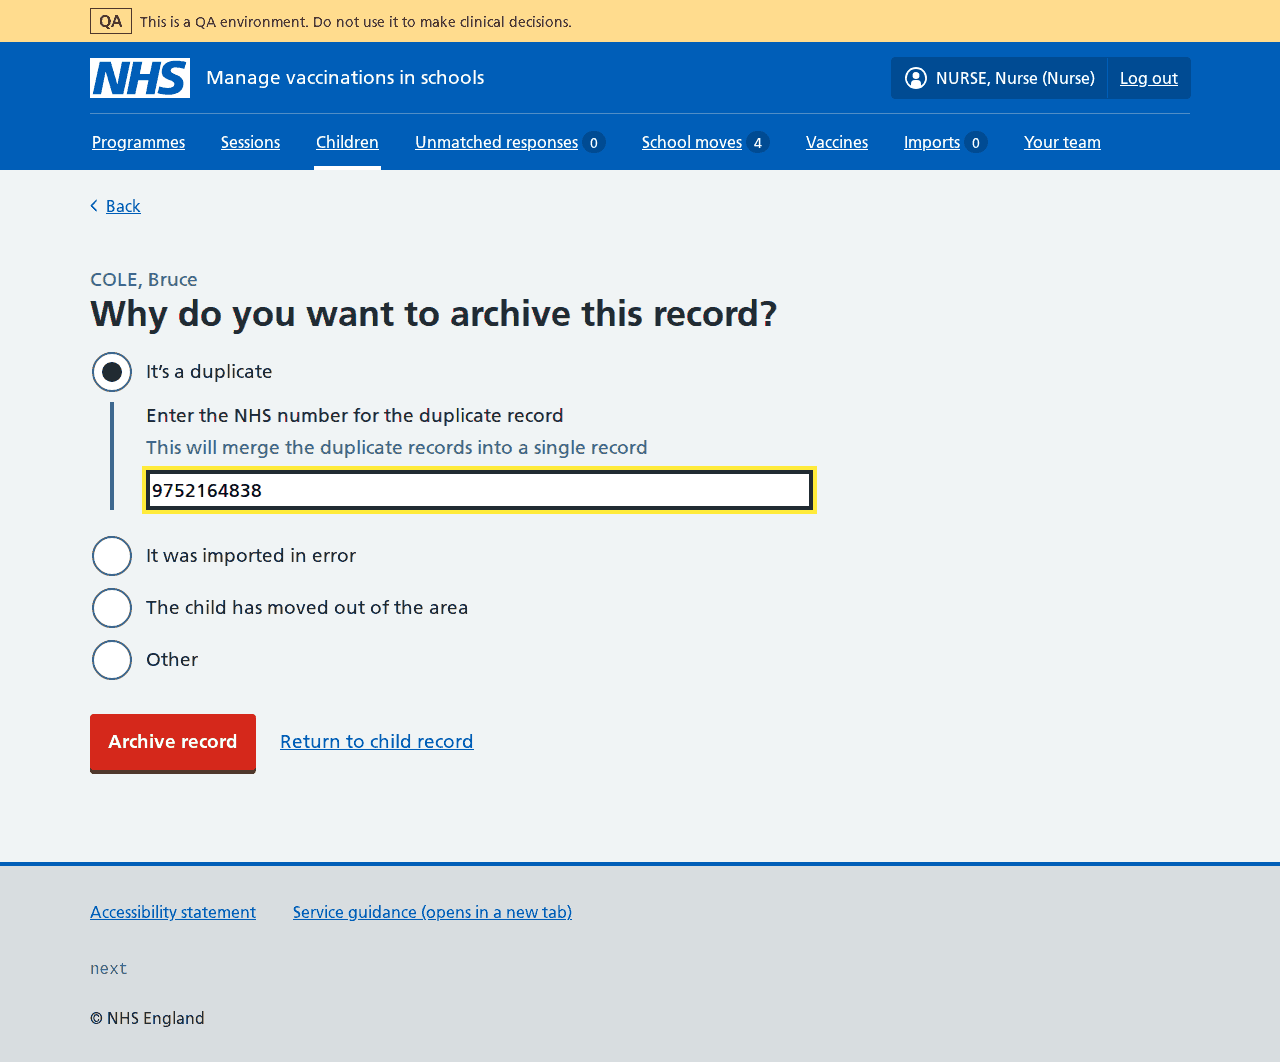 QA This is a QA environment. Do not use it to make clinical decisions.
NHS Manage vaccinations in schools NURSE, Nurse (Nurse) Log out
Programmes Sessions Children Unmatched responses 0 School moves 4 Vaccines Imports 0 Your team
Back
COLE, Bruce
Why do you want to archive this record?
It’s a duplicate
Enter the NHS number for the duplicate record
This will merge the duplicate records into a single record
9752164838
It was imported in error
The child has moved out of the area
Other
Archive record Return to child record
Accessibility statement Service guidance (opens in a new tab)
next
© NHS England